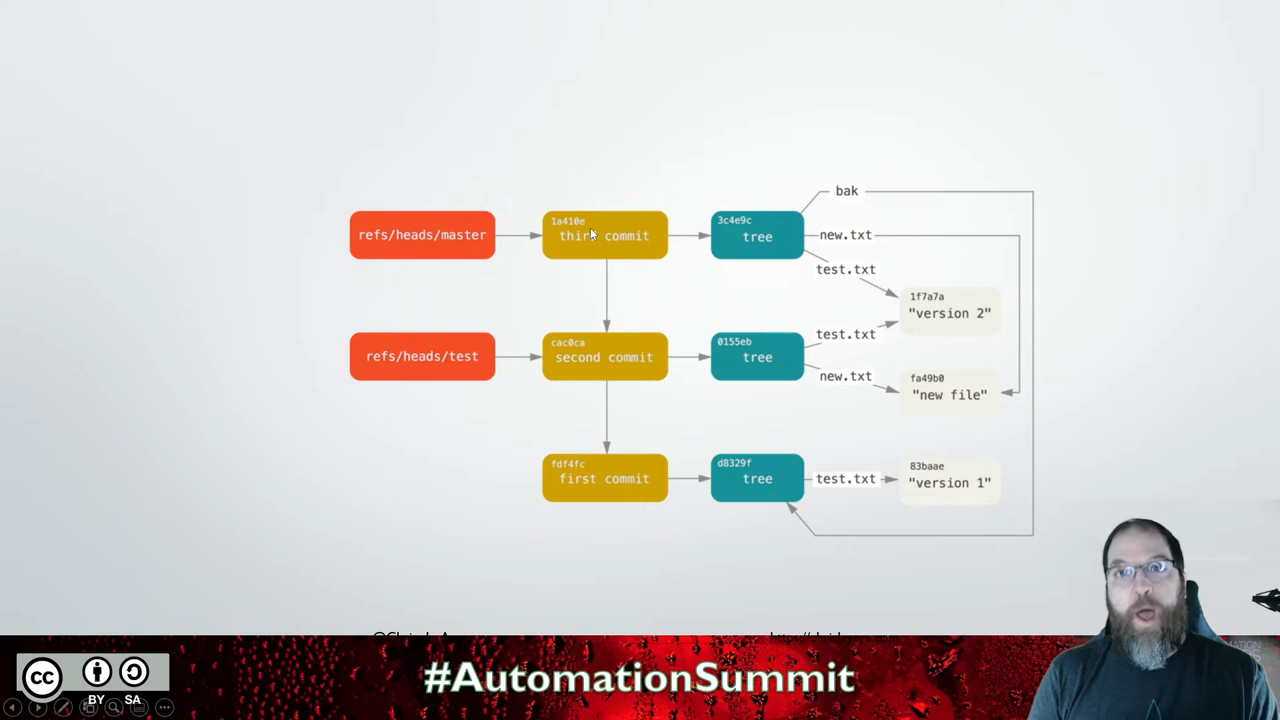 bak
refs/heads/master
1a410e
third commit
3c4e9c
tree
new.txt
test.txt
1f7a7a
"version 2"
refs/heads/test
cac0ca
second commit
0155eb
tree
test.txt
new.txt
fa49b0
"new file"
fdf4fc
first commit
d8329f
tree
test.txt
83baae
"version 1"
#AutomationSummit
cc
BY SA